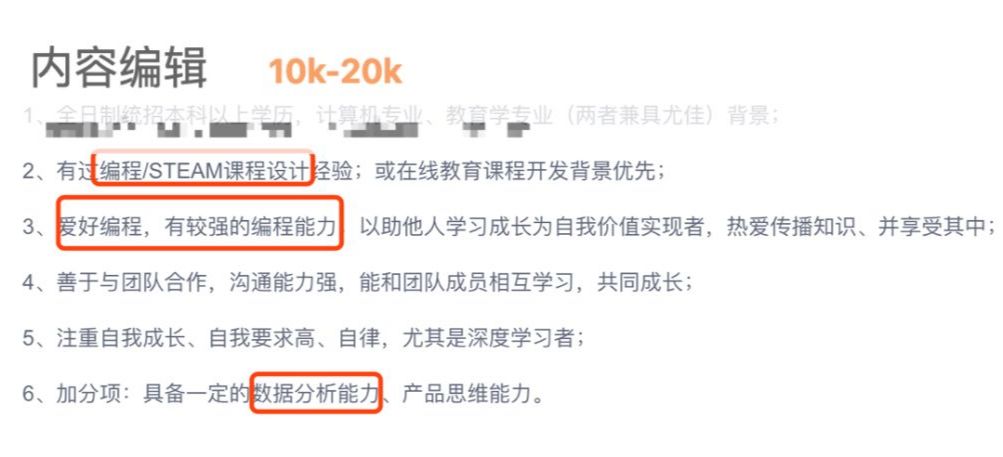 内容编辑 10k-20k
1、全日制统招本科以上学历，计算机专业、教育学专业（两者兼具尤佳）背景；
2、有过编程/STEAM课程设计经验；或在线教育课程开发背景优先；
3、爱好编程，有较强的编程能力，以助他人学习成长为自我价值实现者，热爱传播知识、并享受其中；
4、善于与团队合作，沟通能力强，能和团队成员相互学习，共同成长；
5、注重自我成长、自我要求高、自律，尤其是深度学习者；
6、加分项：具备一定的数据分析能力、产品思维能力。